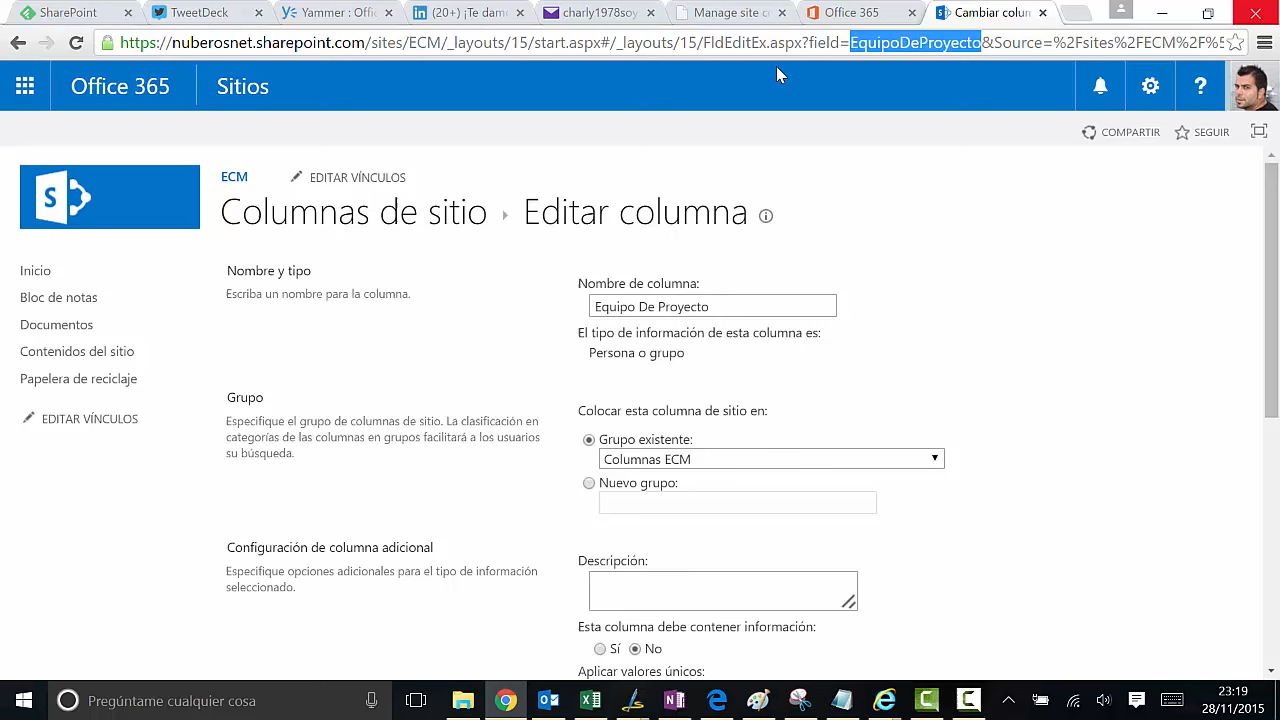 SharePoint
TweetDeck
Yammer : Offic
(20+) ¡Te dam
charly1978soy
Manage site c
Office 365
Cambiar colum
https://nuberosnet.sharepoint.com/sites/ECM/_layouts/15/start.aspx#/_layouts/15/FldEditEx.aspx?field=EquipoDeProyecto&Source=%2Fsites%2FECM%2F%5
Office 365
Sitios
?
COMPARTIR
SEGUIR
S
ECM
EDITAR VÍNCULOS
Columnas de sitio
Editar columna
Inicio
Bloc de notas
Documentos
Contenidos del sitio
Papelera de reciclaje
EDITAR VÍNCULOS
Nombre y tipo
Escriba un nombre para la columna.
Nombre de columna:
Equipo De Proyecto
El tipo de información de esta columna es:
Persona o grupo
Grupo
Especifique el grupo de columnas de sitio. La clasificación en
categorías de las columnas en grupos facilitará a los usuarios
su búsqueda.
Colocar esta columna de sitio en:
Grupo existente:
Columnas ECM
Nuevo grupo:
Configuración de columna adicional
Especifique opciones adicionales para el tipo de información
seleccionado.
Descripción:
Esta columna debe contener información:
Sí
No
Aplicar valores únicos:
Pregúntame cualquier cosa
23:19
28/11/2015